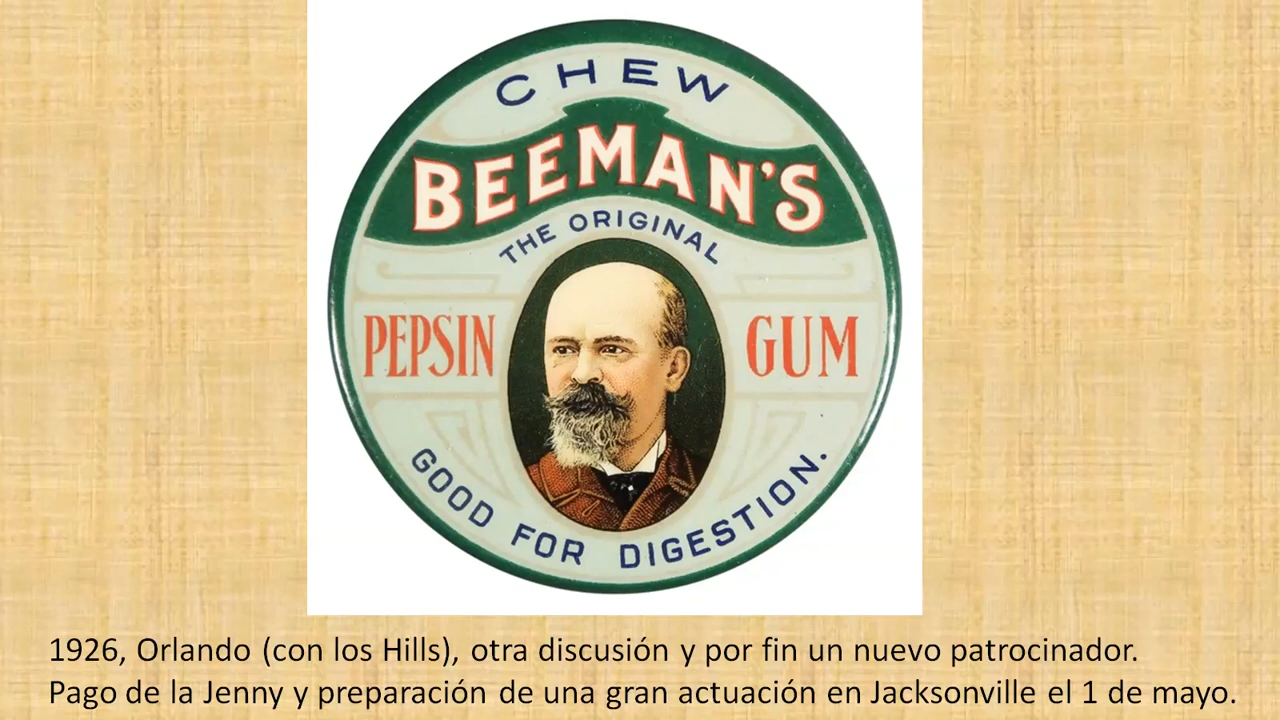 CHEW
BEEMAN'S
THE ORIGINAL
PEPSIN GUM
GOOD FOR DIGESTION.
1926, Orlando (con los Hills), otra discusión y por fin un nuevo patrocinador.
Pago de la Jenny y preparación de una gran actuación en Jacksonville el 1 de mayo.